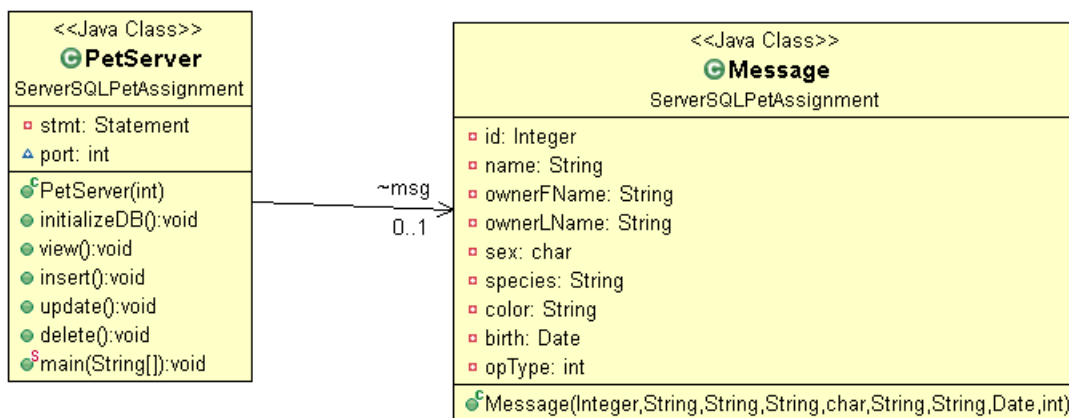 <<Java Class>>
PetServer
ServerSQLPetAssignment
stmt: Statement
port: int
PetServer(int)
initializeDB():void
view():void
insert():void
update():void
delete():void
main(String[]):void
~msg
0..1
<<Java Class>>
Message
ServerSQLPetAssignment
id: Integer
name: String
ownerFName: String
ownerLName: String
sex: char
species: String
color: String
birth: Date
opType: int
Message(Integer,String,String,String,char,String,String,Date,int)